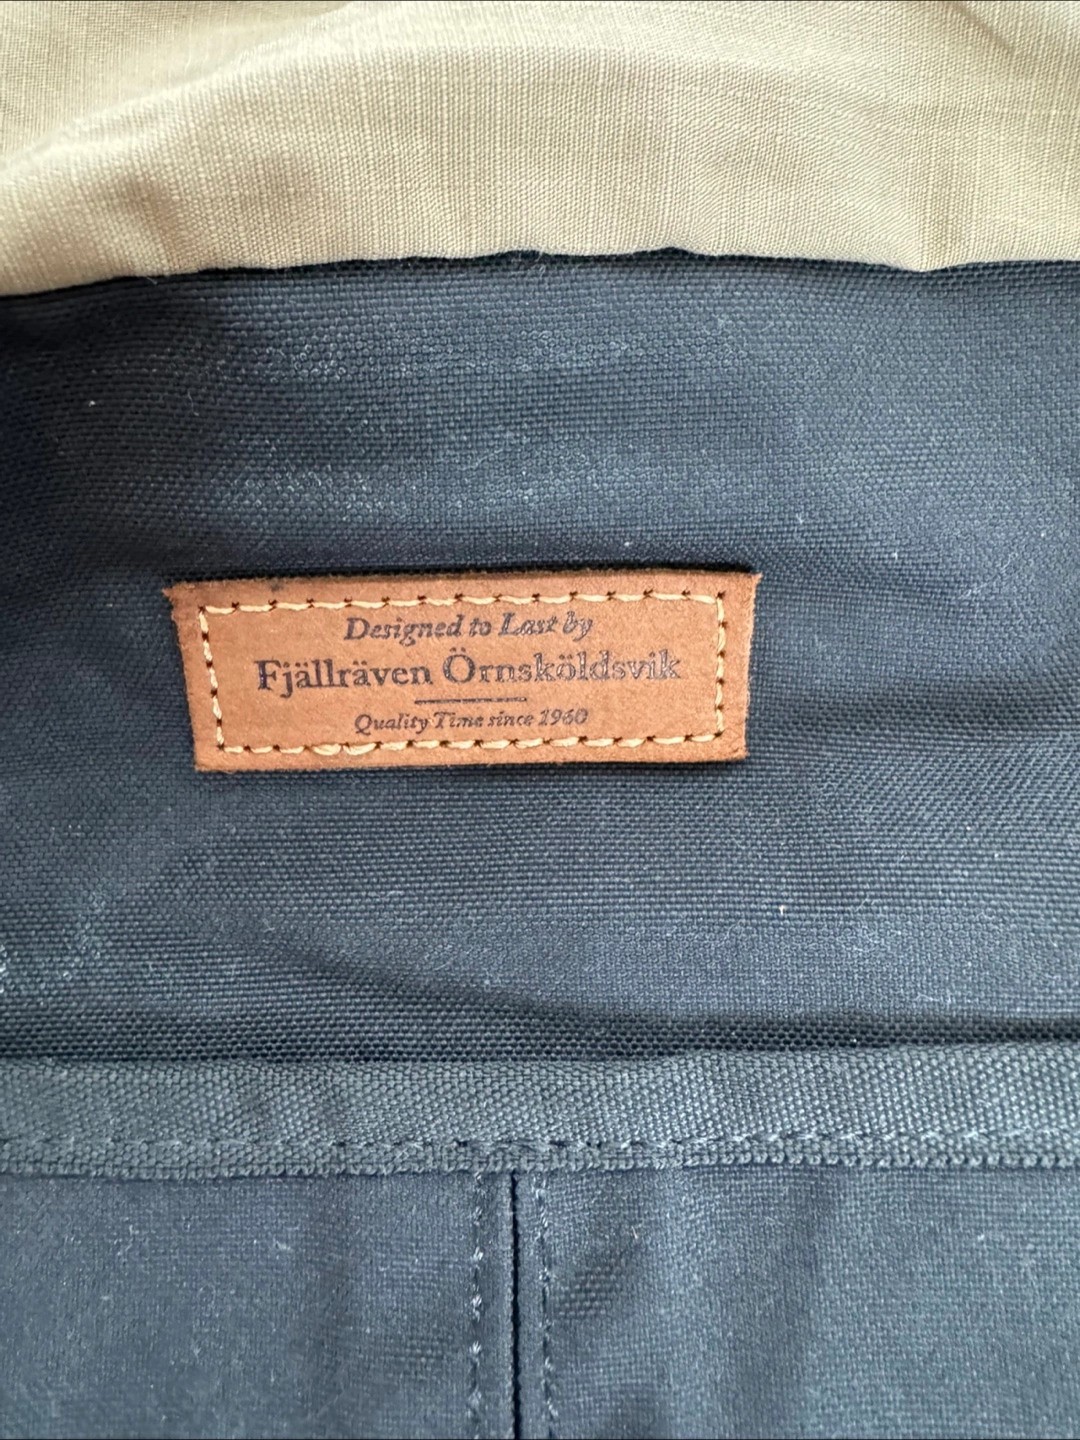 Designed to Last by
Fjällräven Örnsköldsvik
Quality Time since 1960